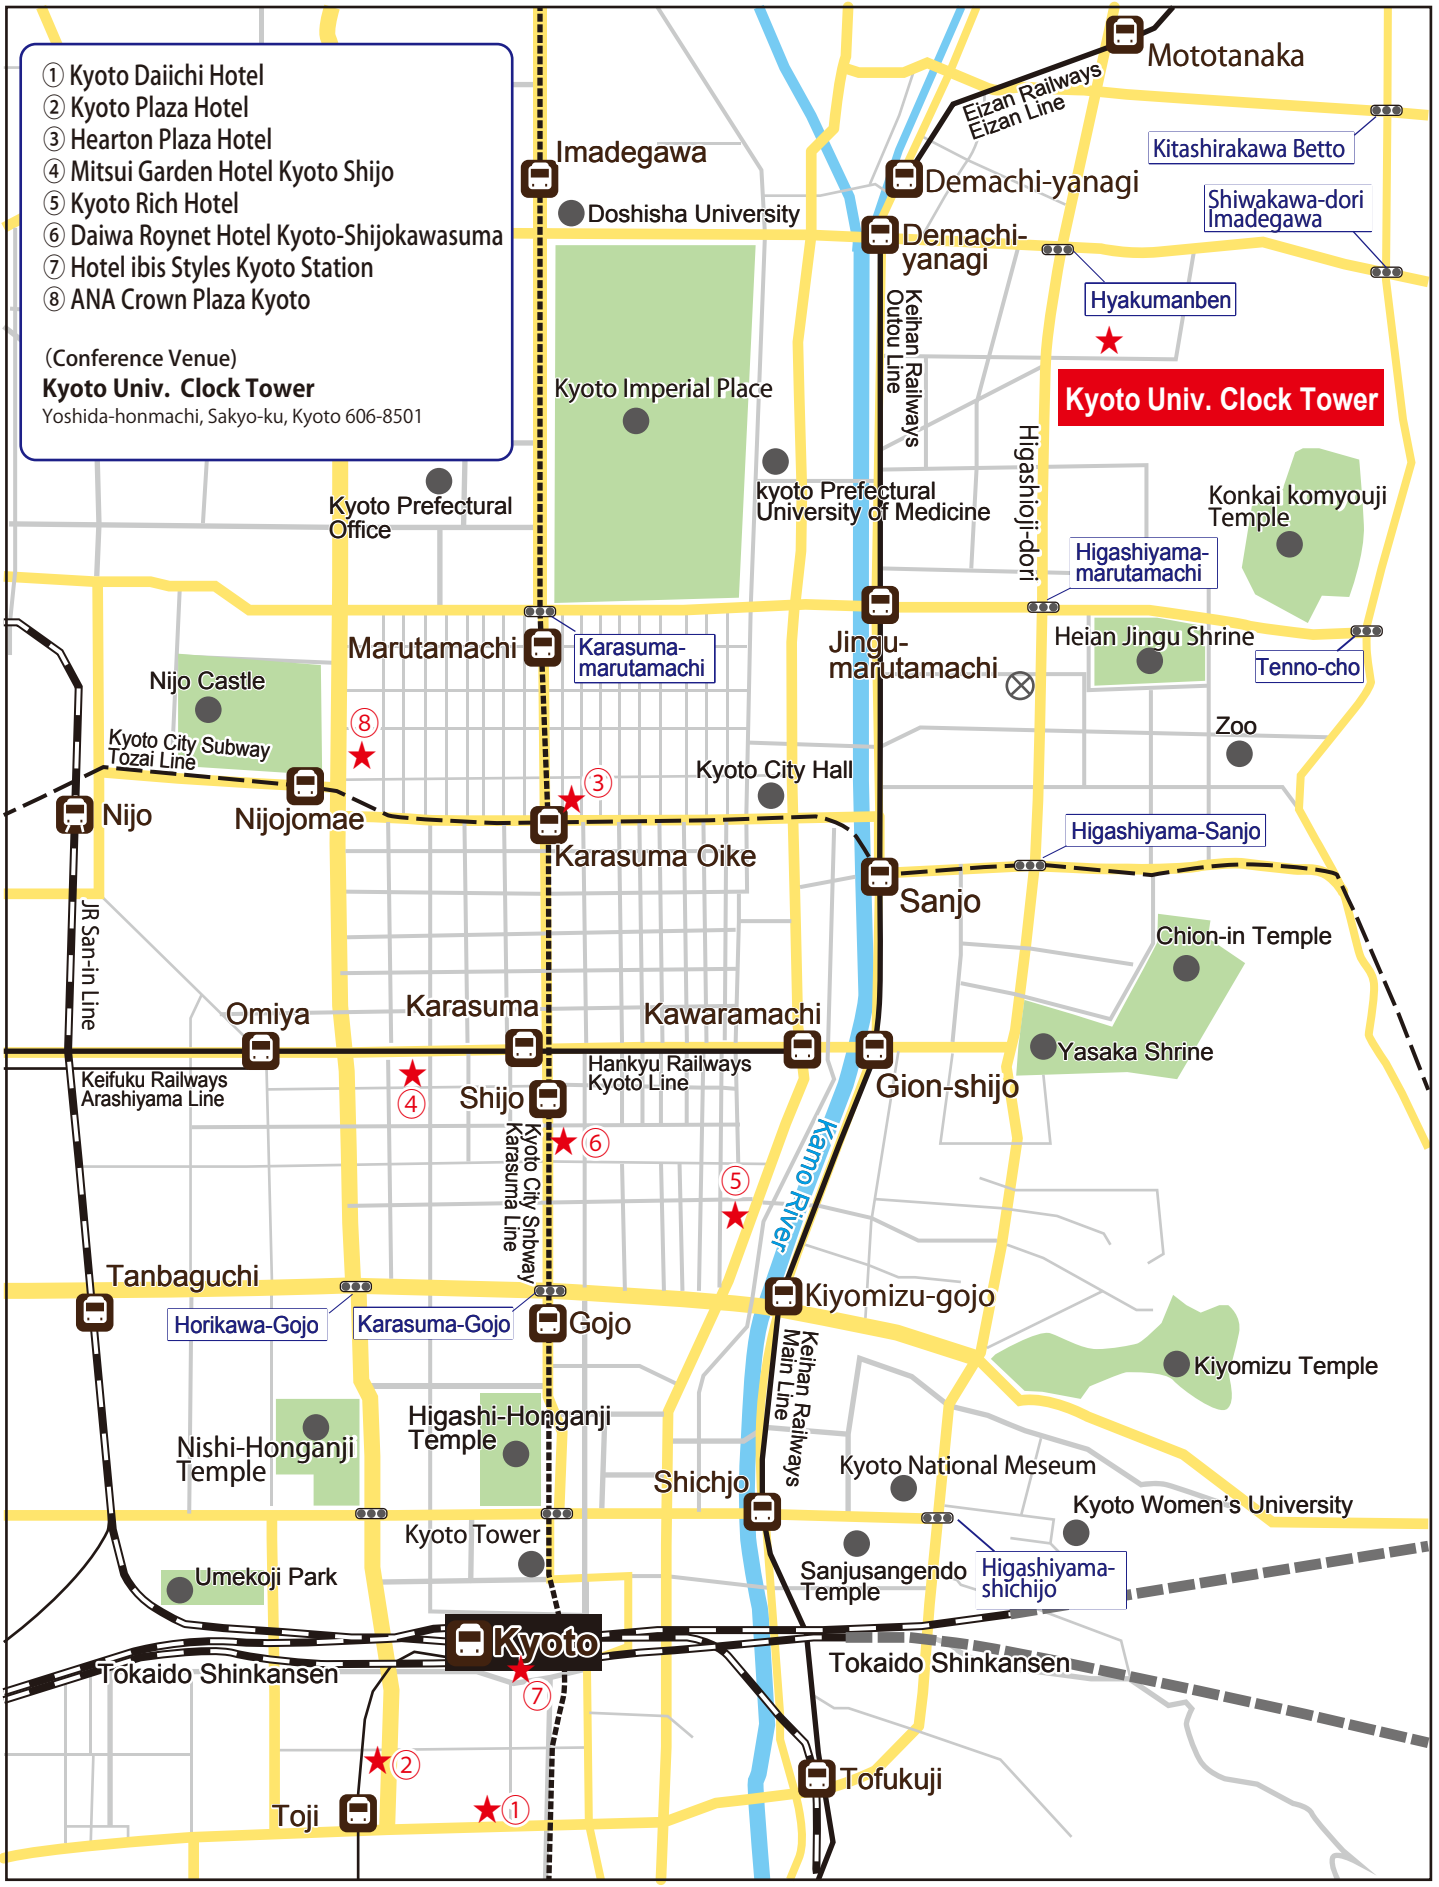 ① Kyoto Daiichi Hotel
② Kyoto Plaza Hotel
③ Hearton Plaza Hotel
④ Mitsui Garden Hotel Kyoto Shijo
⑤ Kyoto Rich Hotel
⑥ Daiwa Roynet Hotel Kyoto-Shijokawasuma
⑦ Hotel ibis Styles Kyoto Station
⑧ ANA Crown Plaza Kyoto
(Conference Venue)
Kyoto Univ. Clock Tower
Yoshida-honmachi, Sakyo-ku, Kyoto 606-8501
Mototanaka
Eizan Railways
Eizan Line
Kitashirakawa Betto
Imadegawa
Demachi-yanagi
Shiwakawa-dori
Imadegawa
Doshisha University
Demachi-
yanagi
Hyakumanben
Keihan Railways
Outou Line
Kyoto Univ. Clock Tower
Kyoto Imperial Place
Higashioji-dori
Kyoto Prefectural
Office
kyoto Prefectural
University of Medicine
Konkai komyouji
Temple
Higashiyama-
marutamachi
Marutamachi
Karasuma-
marutamachi
Jingu-
marutamachi
Heian Jingu Shrine
Tenno-cho
Nijo Castle
⑧
Kyoto City Subway
Tozai Line
Zoo
Kyoto City Hall
③
Nijo
Nijojomae
Karasuma Oike
Higashiyama-Sanjo
Sanjo
JR San-in Line
Chion-in Temple
Omiya
Karasuma
Kawaramachi
Yasaka Shrine
Hankyu Railways
Kyoto Line
Gion-shijo
Keifuku Railways
Arashiyama Line
④
Shijo
⑥
Kyoto City Snbway
Karasuma Line
⑤
Kamo River
Tanbaguchi
Horikawa-Gojo
Karasuma-Gojo
Gojo
Kiyomizu-gojo
Keihan Railways
Main Line
Kiyomizu Temple
Nishi-Honganji
Temple
Higashi-Honganji
Temple
Shichjo
Kyoto National Meseum
Kyoto Women's University
Kyoto Tower
Sanjusangendo
Temple
Higashiyama-
shichijo
Umekoji Park
Kyoto
Tokaido Shinkansen
Tokaido Shinkansen
⑦
②
Tofukuji
Toji
①